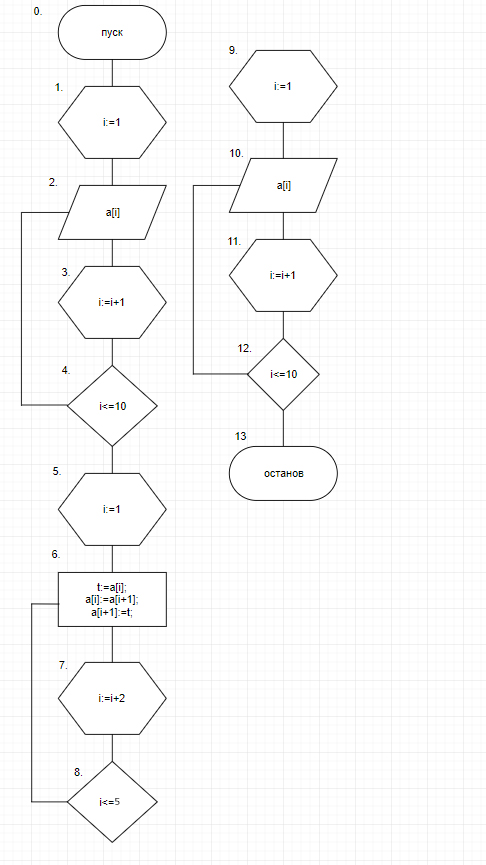 0.
пуск
1.
i:=1
2.
a[i]
3.
i:=i+1
4.
i<=10
5.
i:=1
6.
t:=a[i];
a[i]:=a[i+1];
a[i+1]:=t;
7.
i:=i+2
8.
i<=5
9.
i:=1
10.
a[i]
11.
i:=i+1
12.
i<=10
13
останов